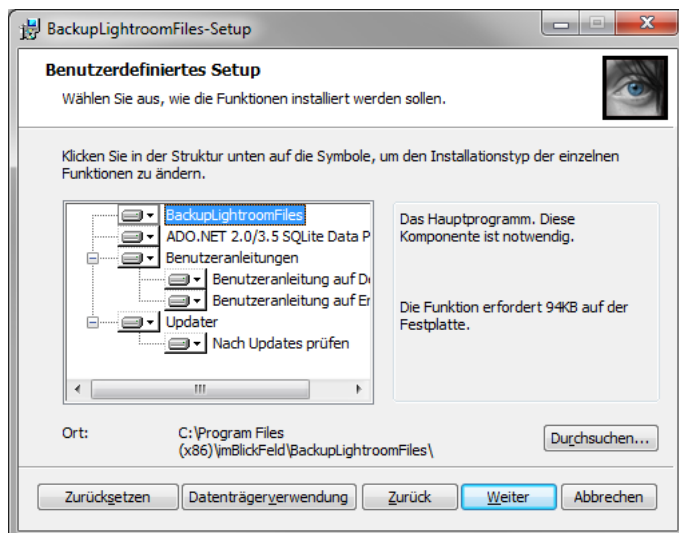 BackupLightroomFiles-Setup
Benutzerdefiniertes Setup
Wählen Sie aus, wie die Funktionen installiert werden sollen.
Klicken Sie in der Struktur unten auf die Symbole, um den Installationstyp der einzelnen
Funktionen zu ändern.
BackupLightroomFiles
ADO.NET 2.0/3.5 SQLite Data P
Benutzeranleitungen
Benutzeranleitung auf De
Benutzeranleitung auf En
Updater
Nach Updates prüfen
Das Hauptprogramm. Diese
Komponente ist notwendig.
Die Funktion erfordert 94KB auf der
Festplatte.
Ort:
C:\Program Files
(x86)\imBlickFeld\BackupLightroomFiles\
Durchsuchen...
Zurücksetzen
Datenträgerverwendung
Zurück
Weiter
Abbrechen